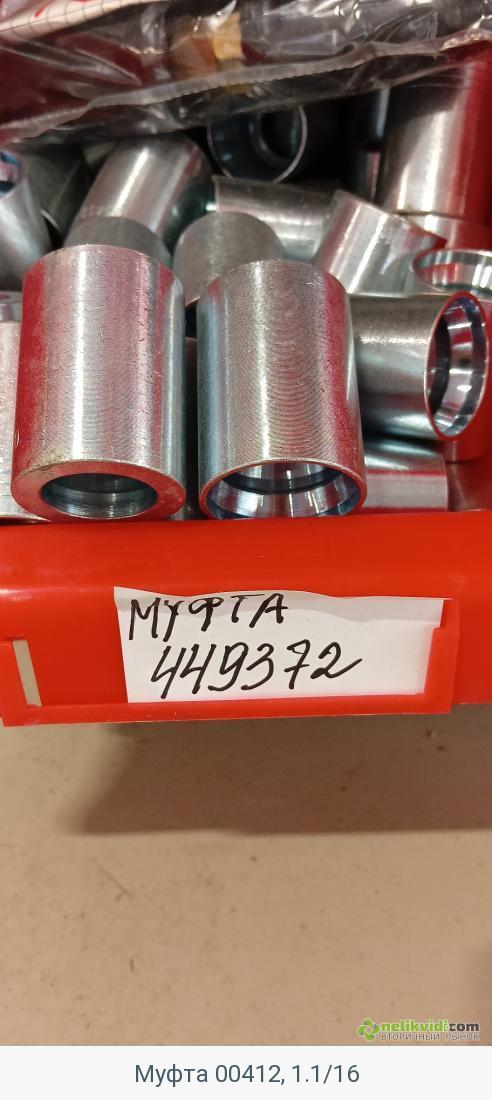 МУФТА
449372
nelikvidi:com
ВТОРИЧНЫЙ РЫНОК
Муфта 00412, 1.1/16